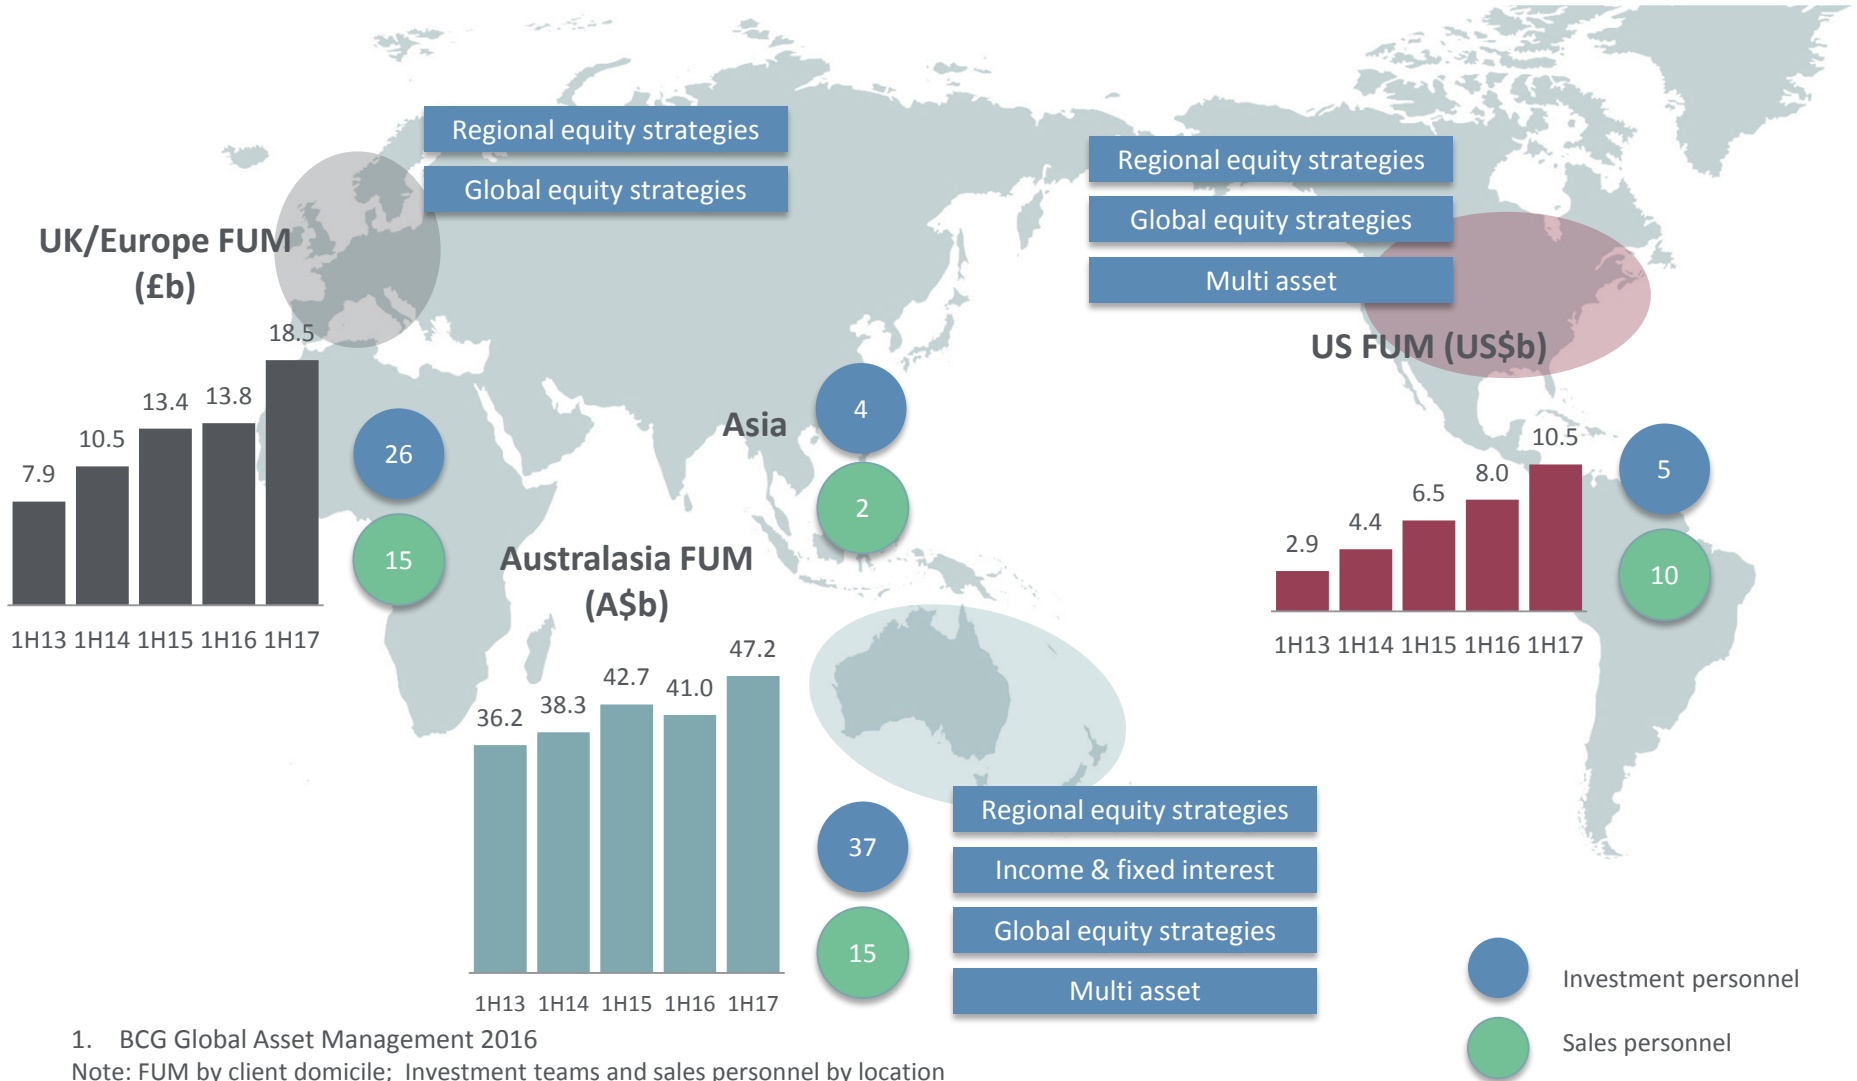 Regional equity strategies
Global equity strategies
UK/Europe FUM
(£b)
7.9
10.5
13.4
13.8
18.5
1H13 1H14 1H15 1H16 1H17
26
15
Asia
4
2
Regional equity strategies
Global equity strategies
Multi asset
US FUM (US$b)
2.9
4.4
6.5
8.0
10.5
1H13 1H14 1H15 1H16 1H17
5
10
Australasia FUM
(A$b)
36.2
38.3
42.7
41.0
47.2
1H13 1H14 1H15 1H16 1H17
37
15
Regional equity strategies
Income & fixed interest
Global equity strategies
Multi asset
Investment personnel
Sales personnel
1. BCG Global Asset Management 2016
Note: FUM by client domicile; Investment teams and sales personnel by location